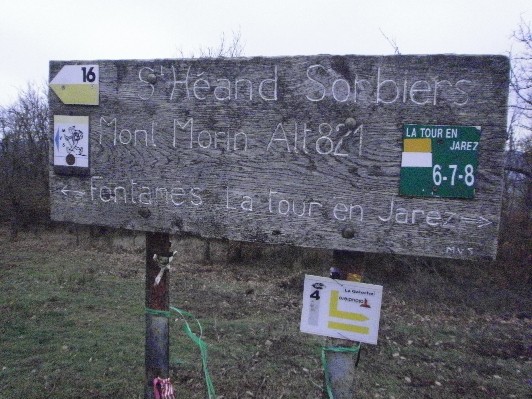 16
St Héand Sorbiers
Mont Morin Alt 821
LA TOUR EN
JAREZ
6-7-8
← Fontanes La Tour en Jarez →
MVT
4